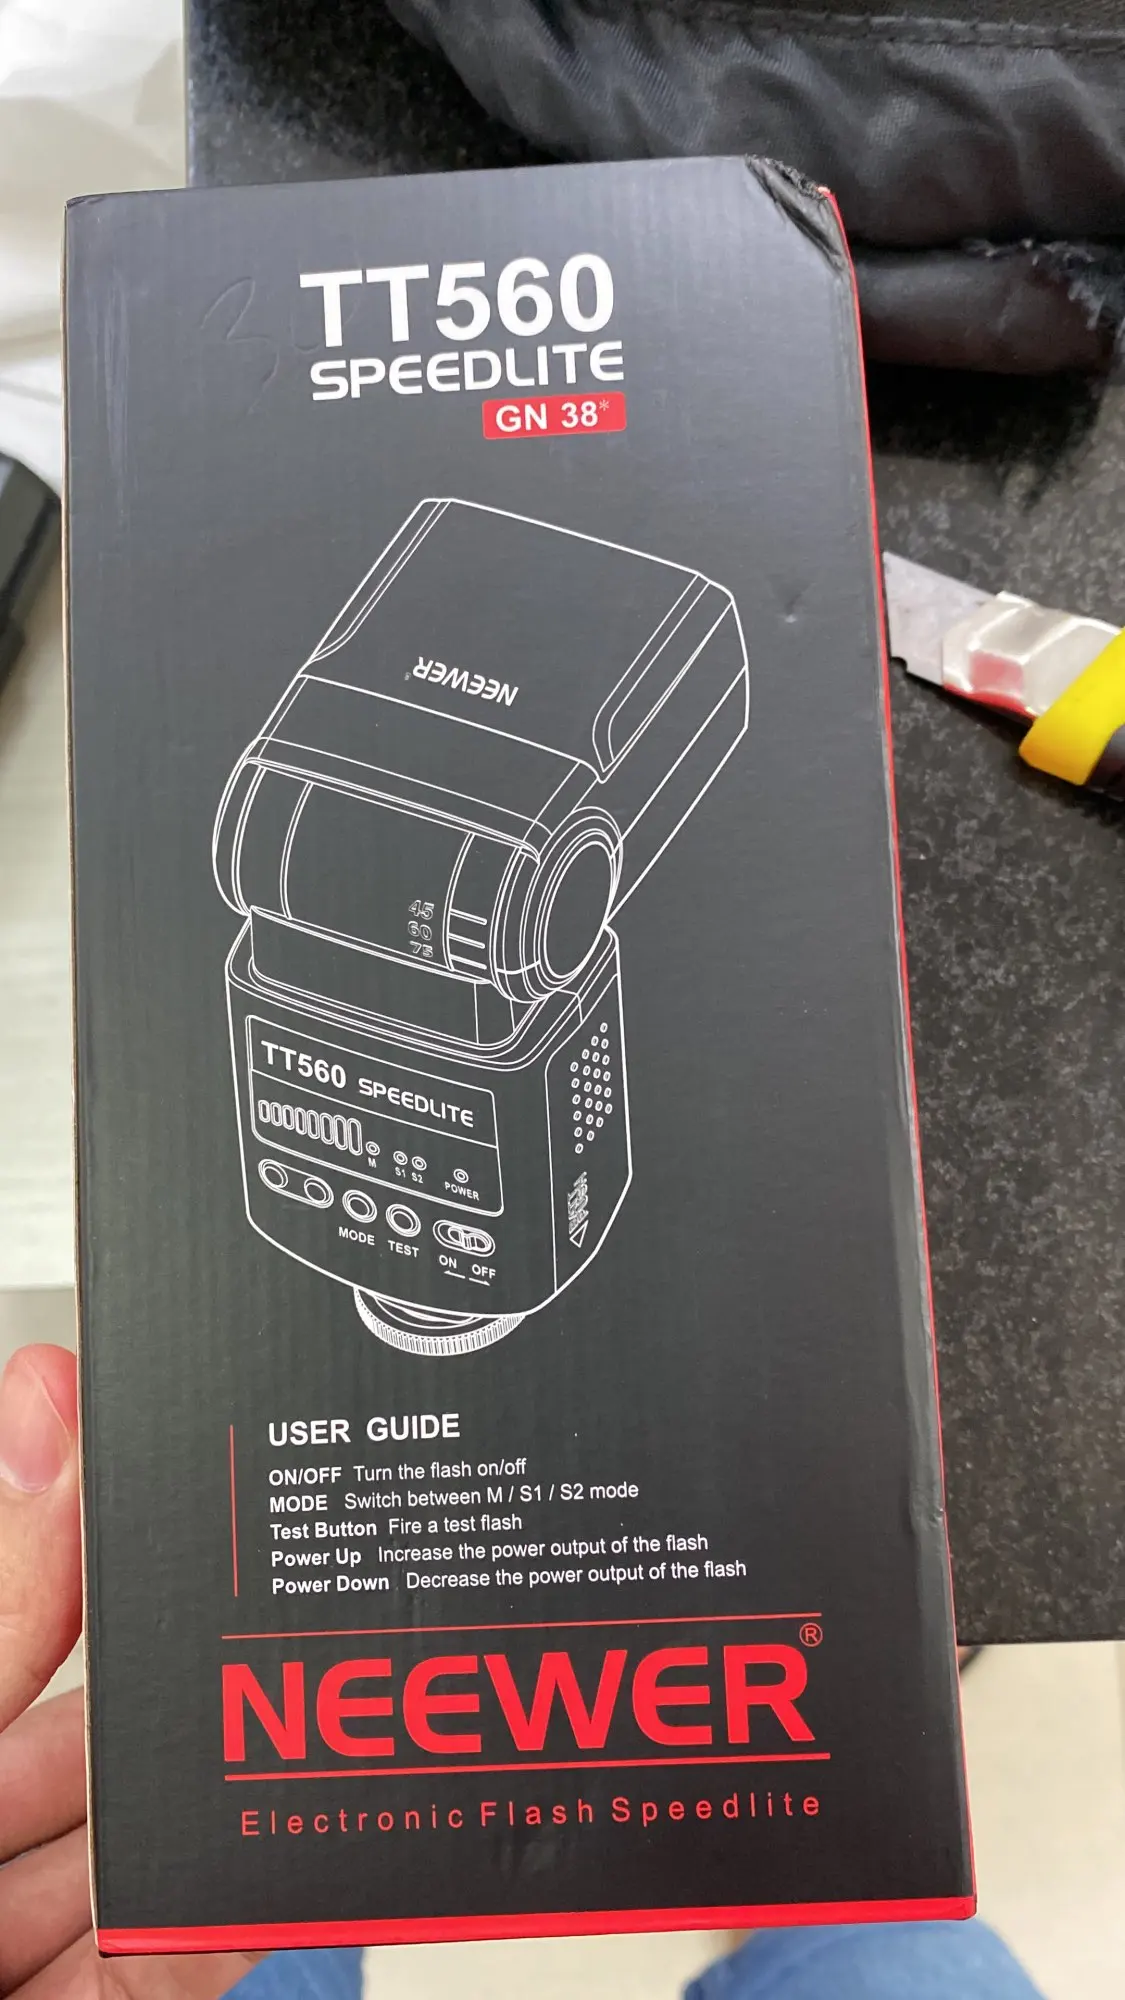 TT560
SPEEDLITE
GN 38*
NEEWER
45
60
75
TT560 SPEEDLITE
M S1 S2 POWER
MODE TEST ON OFF
USER GUIDE
ON/OFF Turn the flash on/off
MODE Switch between M / S1 / S2 mode
Test Button Fire a test flash
Power Up Increase the power output of the flash
Power Down Decrease the power output of the flash
NEEWER®
Electronic Flash Speedlite